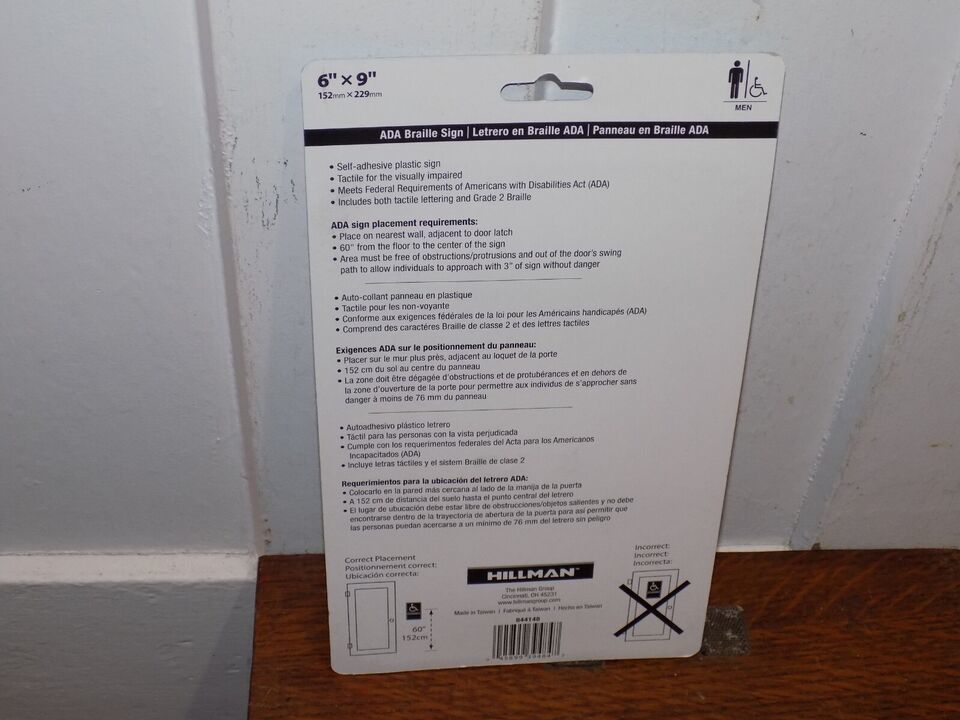 6" × 9"
152mm × 229mm
MEN
ADA Braille Sign | Letrero en Braille ADA | Panneau en Braille ADA
• Self-adhesive plastic sign
• Tactile for the visually impaired
• Meets Federal Requirements of Americans with Disabilities Act (ADA)
• Includes both tactile lettering and Grade 2 Braille
ADA sign placement requirements:
• Place on nearest wall, adjacent to door latch
• 60" from the floor to the center of the sign
• Area must be free of obstructions/protrusions and out of the door's swing
path to allow individuals to approach with 3" of sign without danger
• Auto-collant panneau en plastique
• Tactile pour les non-voyante
• Conforme aux exigences fédérales de la loi pour les Américains handicapés (ADA)
• Comprend des caractéres Braille de classe 2 et des lettres tactiles
Exigences ADA sur le positionnement du panneau:
• Placer sur le mur plus près, adjacent au loquet de la porte
• 152 cm du sol au centre du panneau
• La zone doit être dégagée d'obstructions et de protubérances et en dehors de
la zone d'ouverture de la porte pour permettre aux individus de s'approcher sans
danger à moins de 76 mm du panneau
• Autoadhesivo plástico letrero
• Táctil para las personas con la vista perjudicada
• Cumple con los requerimentos federales del Acta para los Americanos
Incapacitados (ADA)
• Incluye letras táctiles y el sistem Braille de clase 2
Requerimientos para la ubicación del letrero ADA:
• Colocarlo en la pared más cercana al lado de la manija de la puerta
• A 152 cm de distancia del suelo hasta el punto central del letrero
• El lugar de ubucación debe estar libre de obstrucciones/objetos salientes y no debe
encontrarse dentro de la trayectoria de abertura de la puerta para así permitir que
las personas puedan acercarse a un mínimo de 76 mm del letrero sin peligro
Correct Placement
Positionnement correct:
Ubicación correcta:
60"
152cm
HILLMAN™
The Hillman Group
Cincinnati, OH 45231
www.hillmangroup.com
Made in Taiwan / Fabriqué à Taiwan / Hecho en Taiwan
844148
Incorrect:
Incorrect:
Incorrecta: